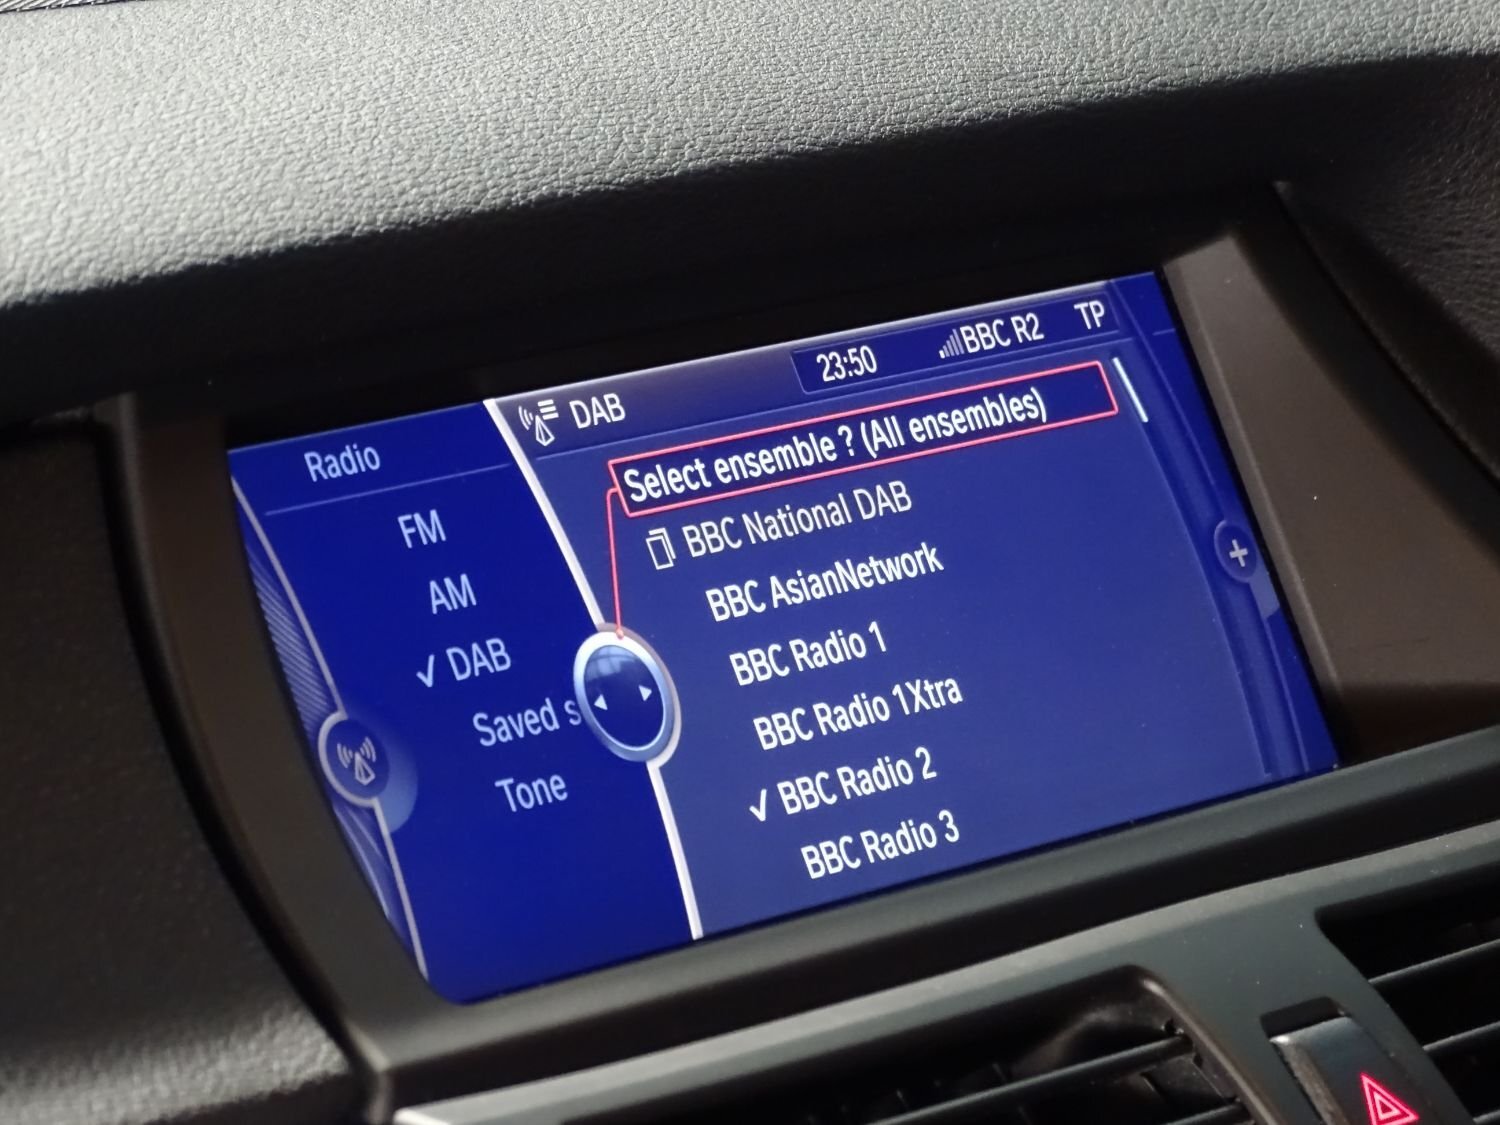 23:50 BBC R2 TP
DAB
Radio
FM
AM
✓ DAB
Saved s
Tone
Select ensemble ? (All ensembles)
BBC National DAB
BBC AsianNetwork
BBC Radio 1
BBC Radio 1Xtra
✓ BBC Radio 2
BBC Radio 3